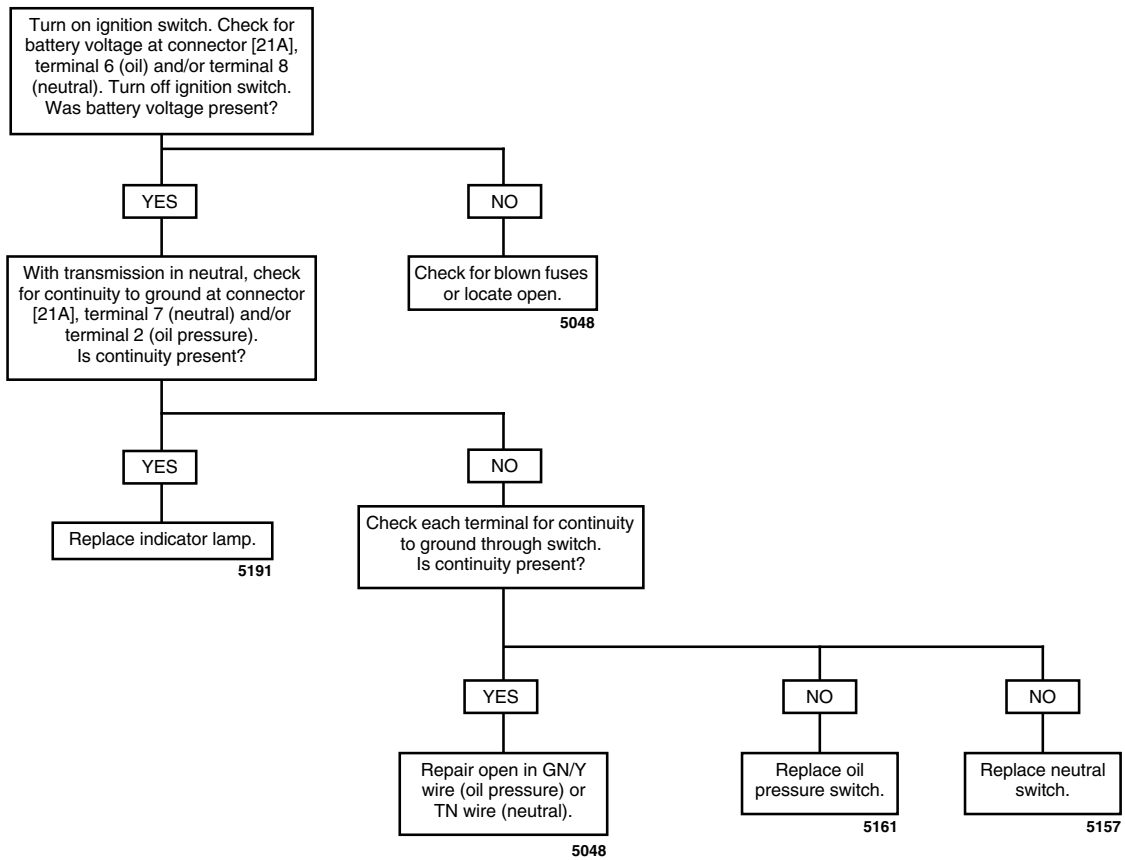 Turn on ignition switch. Check for
battery voltage at connector [21A],
terminal 6 (oil) and/or terminal 8
(neutral). Turn off ignition switch.
Was battery voltage present?
YES
NO
With transmission in neutral, check
for continuity to ground at connector
[21A], terminal 7 (neutral) and/or
terminal 2 (oil pressure).
Is continuity present?
Check for blown fuses
or locate open.
5048
YES
NO
Replace indicator lamp.
5191
Check each terminal for continuity
to ground through switch.
Is continuity present?
YES
NO
NO
Repair open in GN/Y
wire (oil pressure) or
TN wire (neutral).
5048
Replace oil
pressure switch.
5161
Replace neutral
switch.
5157